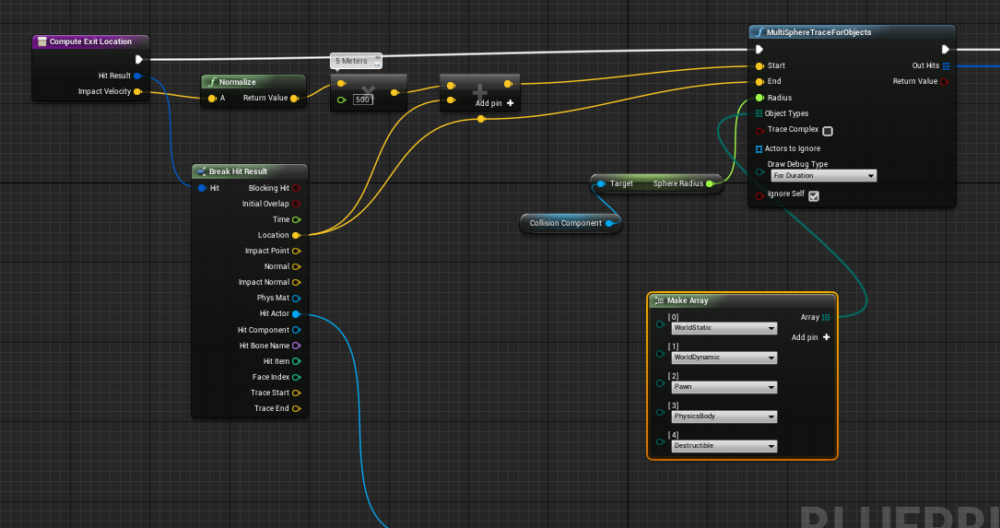 Compute Exit Location
Hit Result
Impact Velocity
Normalize
A Return Value
5 Meters
500
Add pin
MultiSphereTraceForObjects
Start Out Hits
End Return Value
Radius
Object Types
Trace Complex
Actors to Ignore
Draw Debug Type
For Duration
Ignore Self
Break Hit Result
Hit Blocking Hit
Initial Overlap
Time
Location
Impact Point
Normal
Impact Normal
Phys Mat
Hit Actor
Hit Component
Hit Bone Name
Hit Item
Face Index
Trace Start
Trace End
Target Sphere Radius
Collision Component
Make Array
[0] Array
WorldStatic
Add pin
[1]
WorldDynamic
[2]
Pawn
[3]
PhysicsBody
[4]
Destructible